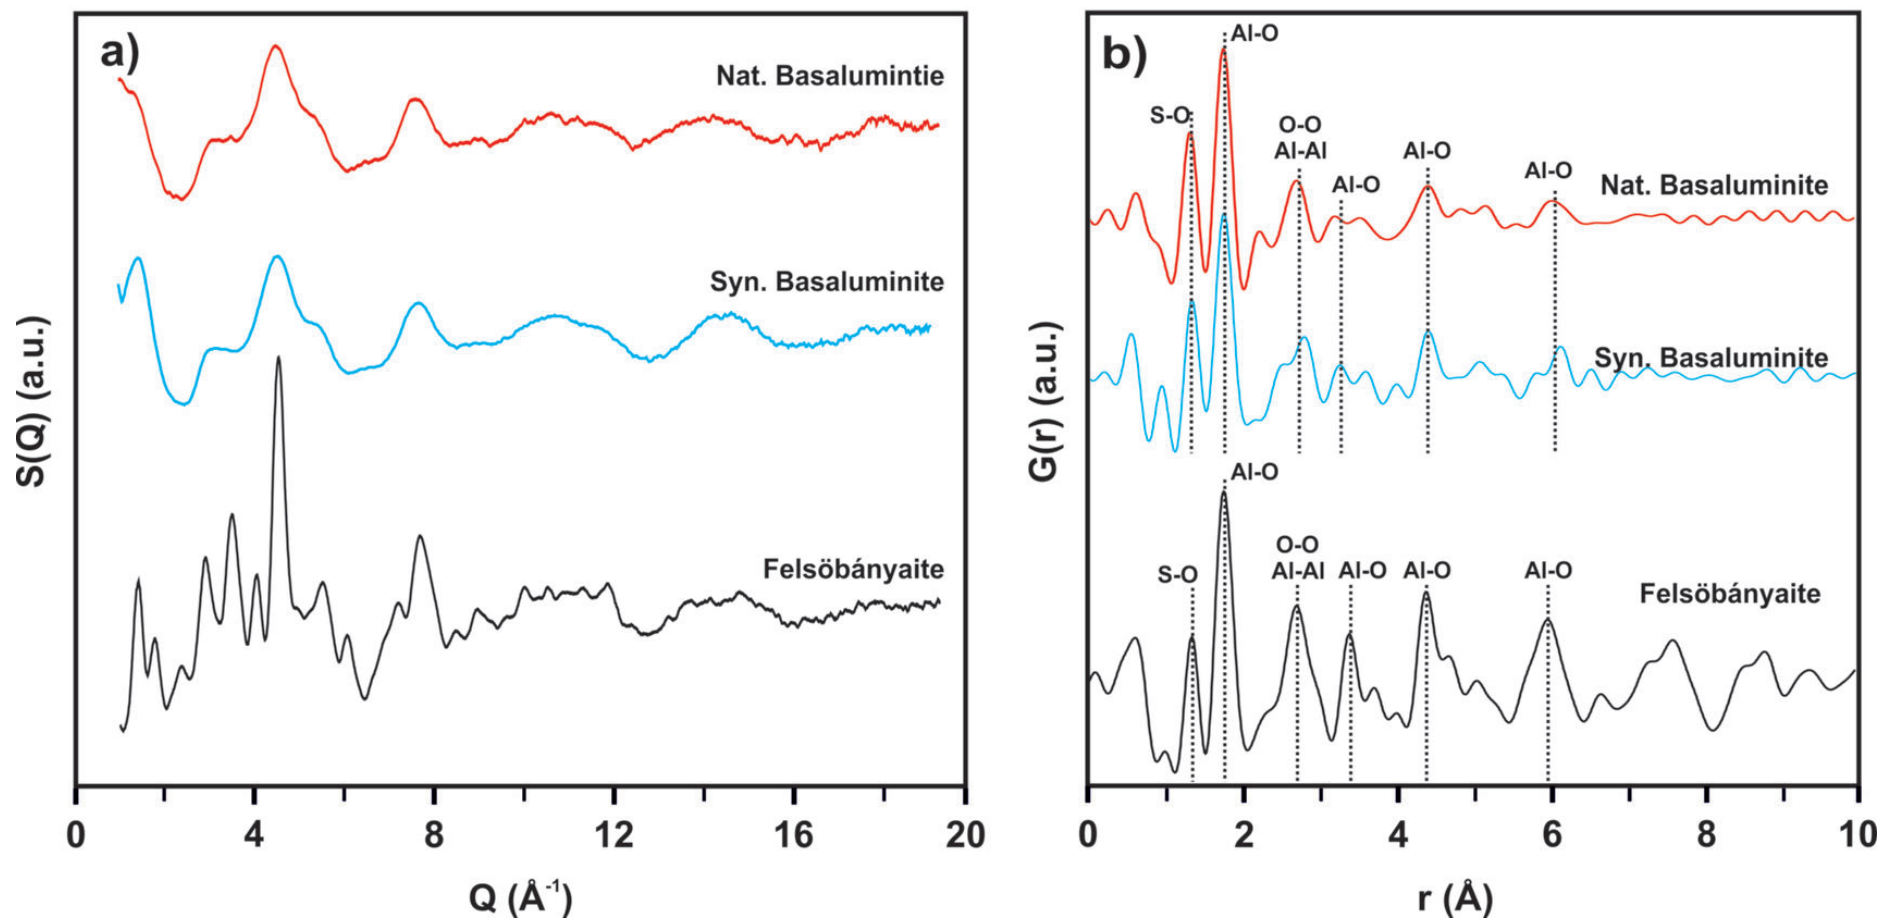 a)
Nat. Basalumintie
Syn. Basaluminite
Felsöbányaite
S(Q) (a.u.)
0 4 8 12 16 20
Q (Å-1)
b)
Al-O
S-O
O-O
Al-Al
Al-O
Al-O
Al-O
Nat. Basaluminite
Syn. Basaluminite
Al-O
S-O
O-O
Al-Al
Al-O
Al-O
Al-O
Felsöbányaite
G(r) (a.u.)
0 2 4 6 8 10
r (Å)